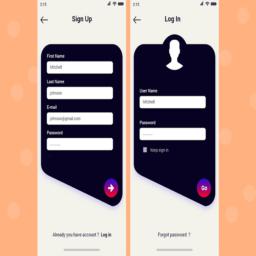 2:15
Sign Up
First Name
Mitchell
Last Name
Johnson
E-mail
johnson@gmail.com
Password
Already you have account ? Log in
2:15
Log In
User Name
Mitchell
Password
Keep sign in
Go
Forgot password ?